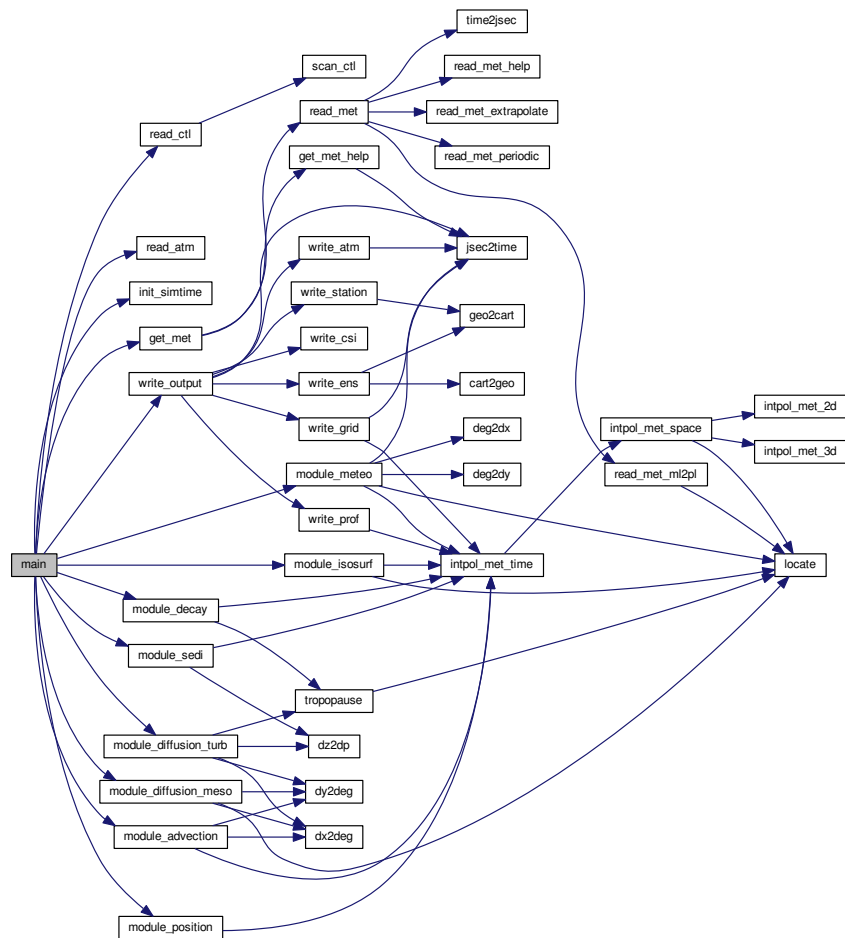 time2jsec
scan_ctl
read_met_help
read_met
read_met_extrapolate
read_ctl
get_met_help
read_met_periodic
read_atm
write_atm
jsec2time
init_simtime
write_station
geo2cart
get_met
write_csi
write_output
write_ens
cart2geo
intpol_met_2d
write_grid
deg2dx
intpol_met_space
intpol_met_3d
module_meteo
deg2dy
read_met_ml2pl
write_prof
main
module_isosurf
intpol_met_time
locate
module_decay
module_sedi
tropopause
module_diffusion_turb
dz2dp
module_diffusion_meso
dy2deg
module_advection
dx2deg
module_position